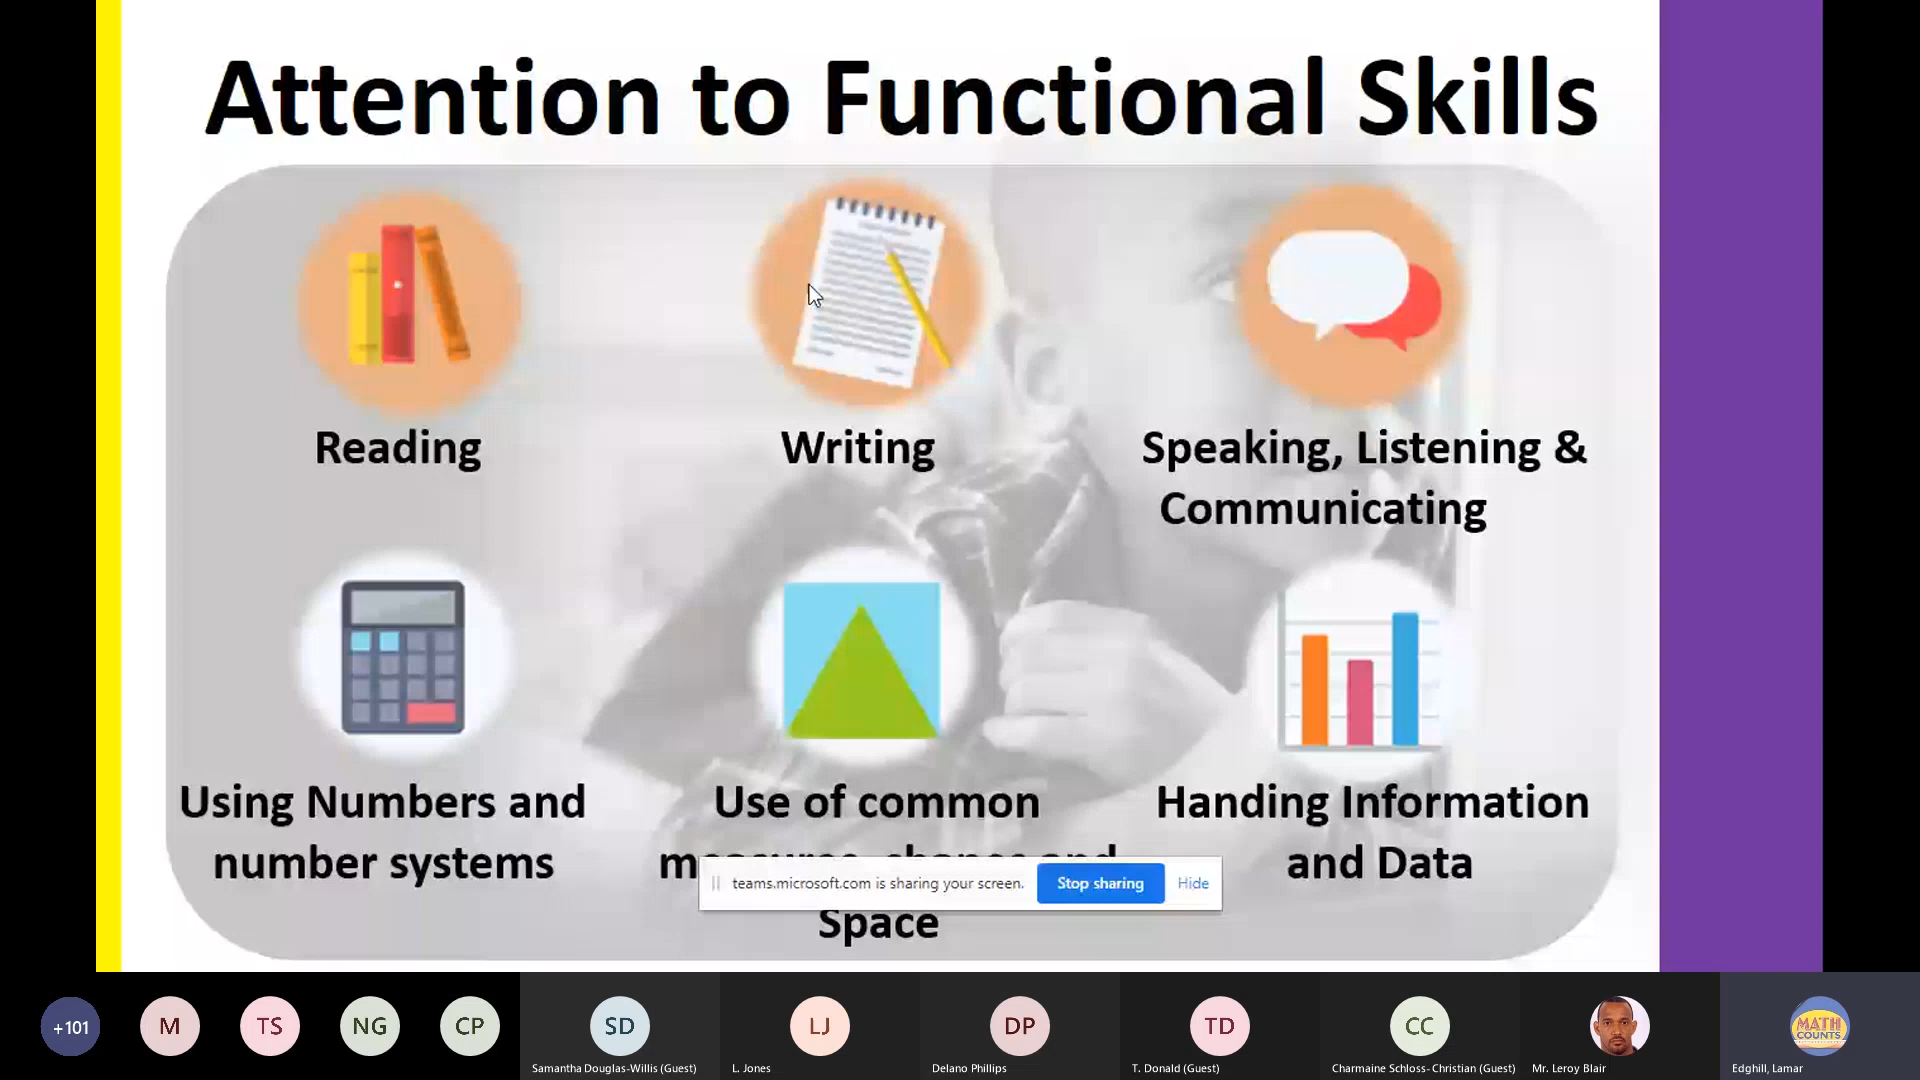 Attention to Functional Skills
Reading
Writing
Speaking, Listening &
Communicating
Using Numbers and
number systems
Use of common
Space
Handing Information
and Data
teams.microsoft.com is sharing your screen.
Stop sharing
Hide
+101
M
TS
NG
CP
SD
LJ
DP
TD
CC
MATH
COUNTS
Samantha Douglas-Willis (Guest)
L. Jones
Delano Phillips
T. Donald (Guest)
Charmaine Schloss- Christian (Guest)
Mr. Leroy Blair
Edghill, Lamar